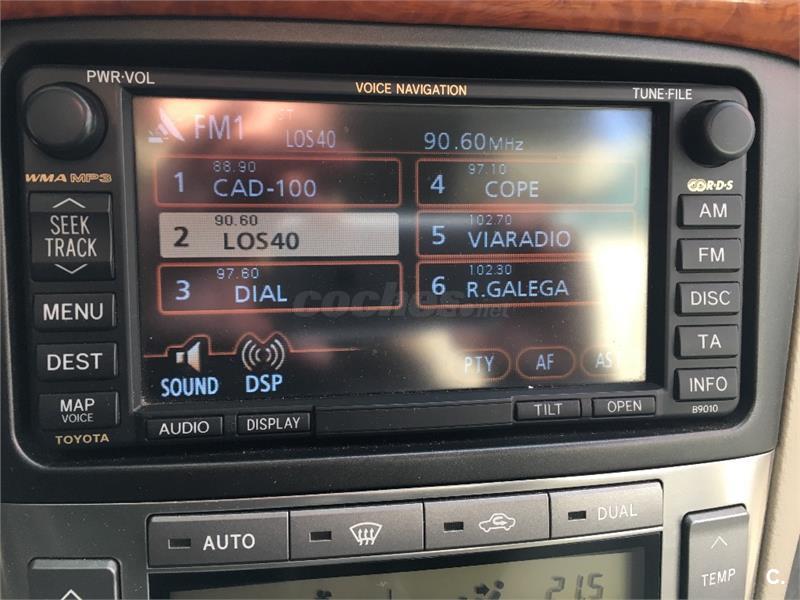 PWR·VOL
VOICE NAVIGATION
TUNE·FILE
FM1
ST
LOS40
90.60MHz
WMA MP3
R·D·S
88.90
1 CAD-100
97.10
4 COPE
90.60
2 LOS40
102.70
5 VIARADIO
97.60
3 DIAL
102.30
6 R.GALEGA
SEEK
TRACK
AM
FM
DISC
TA
INFO
MENU
DEST
MAP
VOICE
TOYOTA
SOUND
DSP
PTY
AF
AST
B9010
AUDIO
DISPLAY
TILT
OPEN
coches.net
AUTO
DUAL
TEMP
21.5
C.